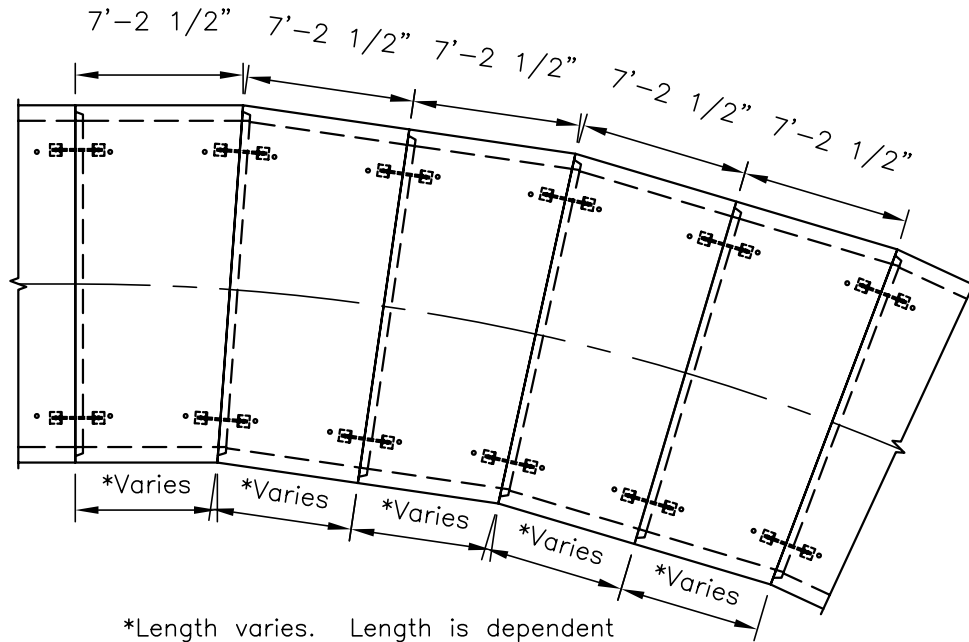 7’-2 1/2”
7’-2 1/2”
7’-2 1/2”
7’-2 1/2”
7’-2 1/2”
*Varies
*Varies
*Varies
*Varies
*Varies
*Length varies. Length is dependent